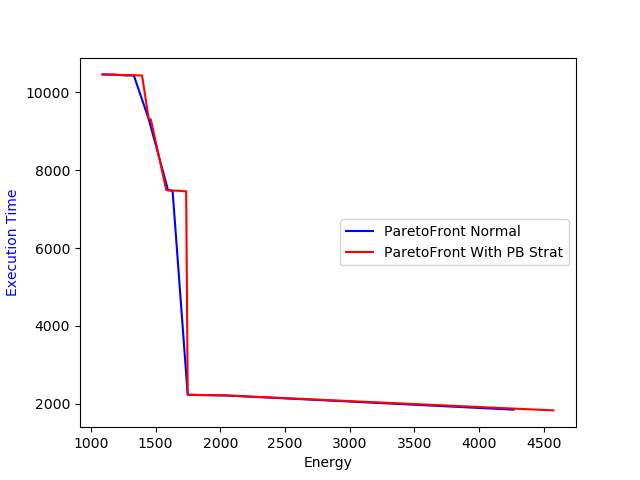 10000
8000
6000
4000
2000
Execution Time
ParetoFront Normal
ParetoFront With PB Strat
1000 1500 2000 2500 3000 3500 4000 4500
Energy